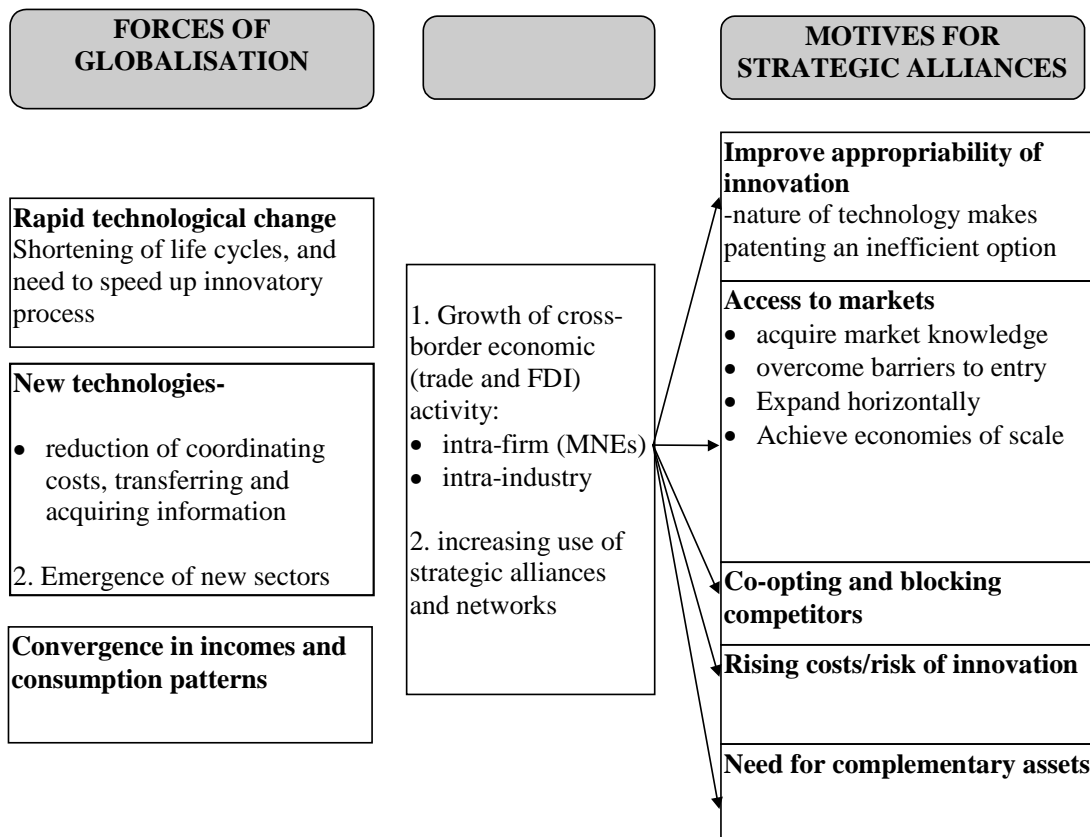 FORCES OF
GLOBALISATION
MOTIVES FOR
STRATEGIC ALLIANCES
Rapid technological change
Shortening of life cycles, and
need to speed up innovatory
process
New technologies-
• reduction of coordinating
costs, transferring and
acquiring information
2. Emergence of new sectors
Convergence in incomes and
consumption patterns
1. Growth of cross-
border economic
(trade and FDI)
activity:
• intra-firm (MNEs)
• intra-industry
2. increasing use of
strategic alliances
and networks
Improve appropriability of
innovation
-nature of technology makes
patenting an inefficient option
Access to markets
• acquire market knowledge
• overcome barriers to entry
• Expand horizontally
• Achieve economies of scale
Co-opting and blocking
competitors
Rising costs/risk of innovation
Need for complementary assets